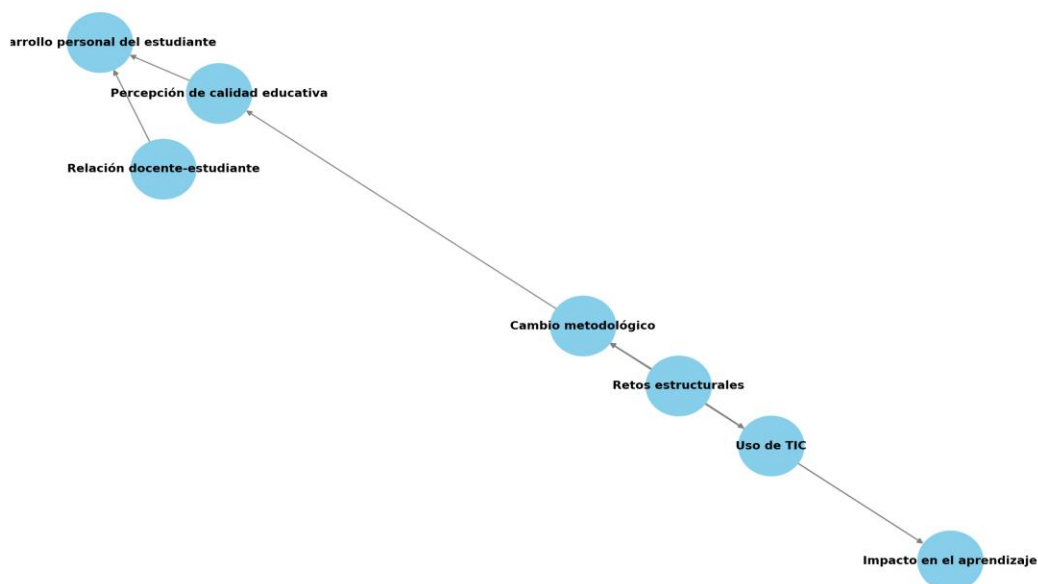 arrollo personal del estudiante
Percepción de calidad educativa
Relación docente-estudiante
Cambio metodológico
Retos estructurales
Uso de TIC
Impacto en el aprendizaje